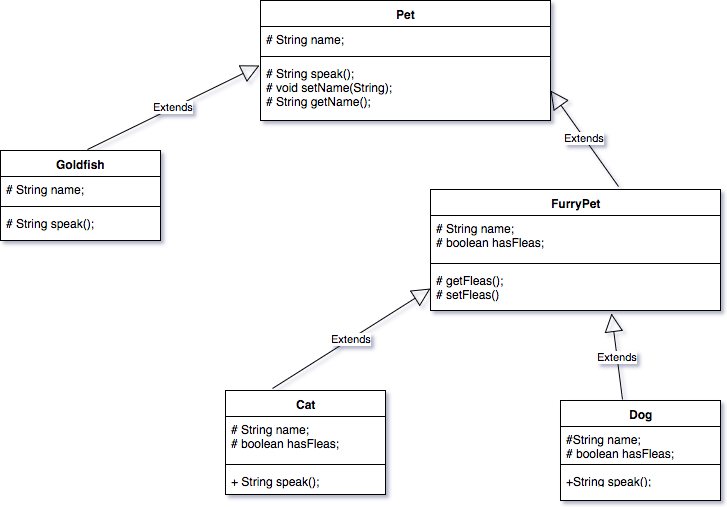 Pet
# String name;
# String speak();
# void setName(String);
# String getName();
Extends
Extends
Goldfish
# String name;
# String speak();
FurryPet
# String name;
# boolean hasFleas;
# getFleas();
# setFleas()
Extends
Extends
Cat
# String name;
# boolean hasFleas;
+ String speak();
Dog
#String name;
# boolean hasFleas;
+String speak();